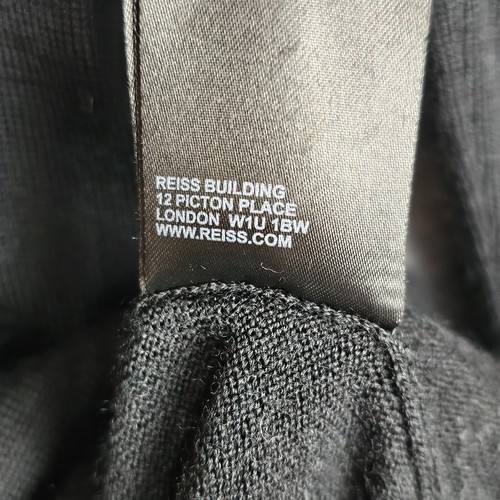 REISS BUILDING
12 PICTON PLACE
LONDON W1U 1BW
WWW.REISS.COM